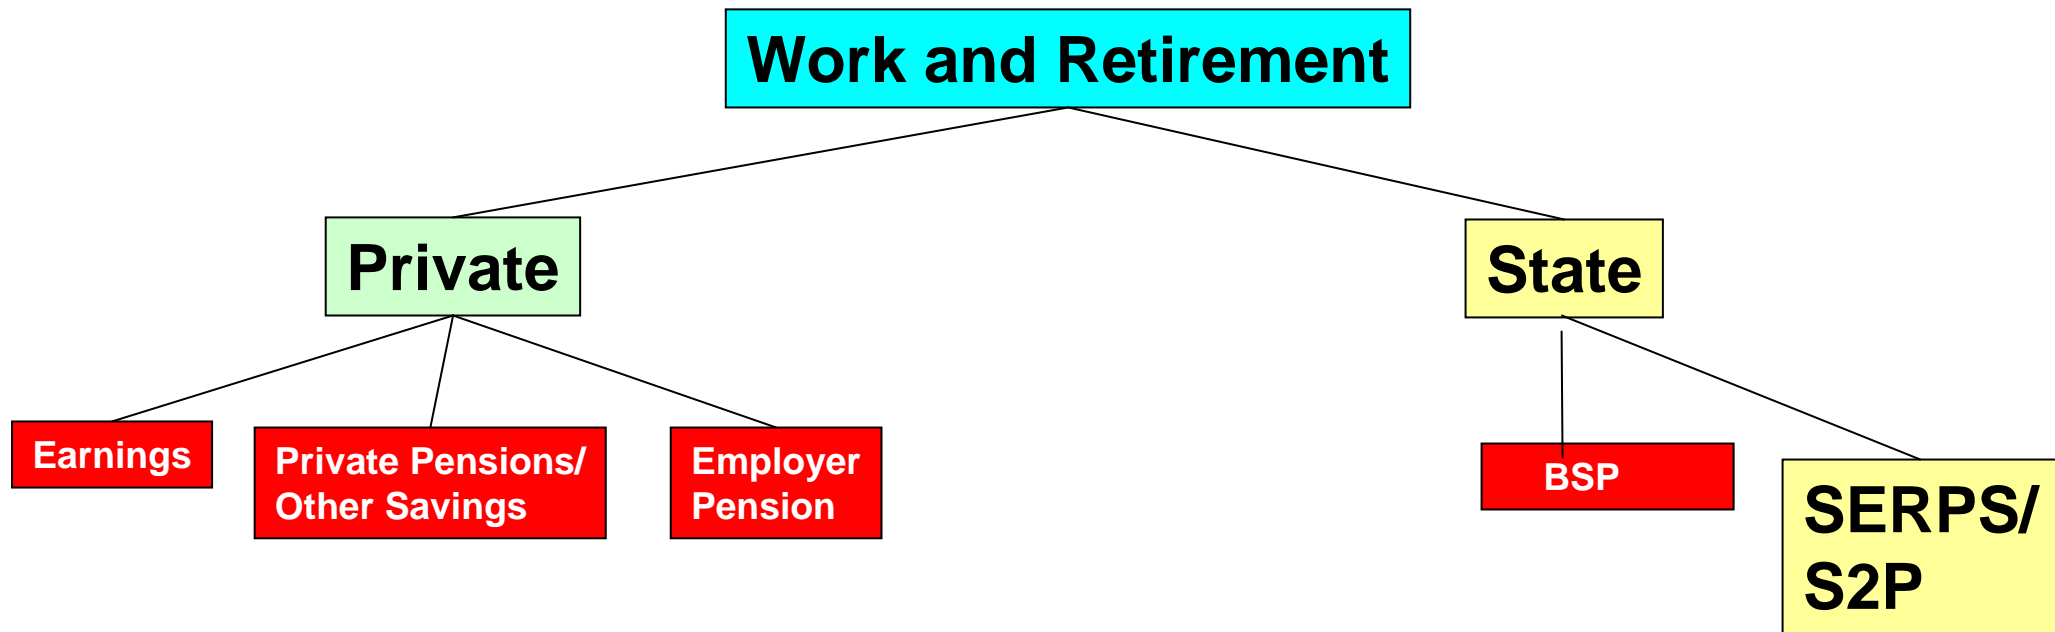 Work and Retirement
Private
State
Earnings
Private Pensions/
Other Savings
Employer
Pension
BSP
SERPS/
S2P